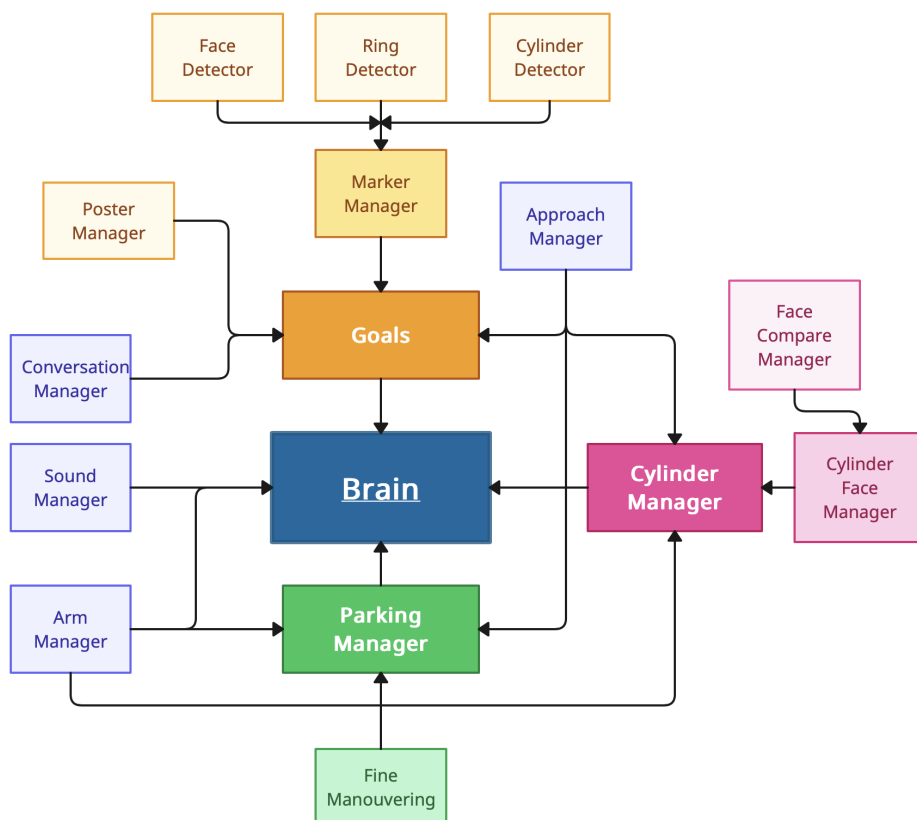 Face
Detector
Ring
Detector
Cylinder
Detector
Marker
Manager
Poster
Manager
Approach
Manager
Goals
Face
Compare
Manager
Conversation
Manager
Sound
Manager
Brain
Cylinder
Manager
Cylinder
Face
Manager
Arm
Manager
Parking
Manager
Fine
Manouvering